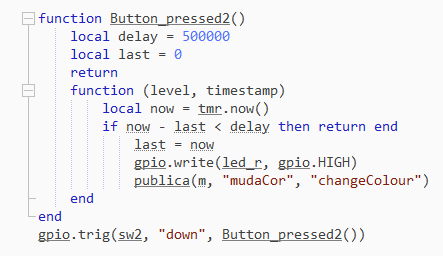 function Button_pressed2()
    local delay = 500000
    local last = 0
    return
    function (level, timestamp)
        local now = tmr.now()
        if now - last < delay then return end
            last = now
            gpio.write(led_r, gpio.HIGH)
            publica(m, "mudaCor", "changeColour")
    end
end
gpio.trig(sw2, "down", Button_pressed2())